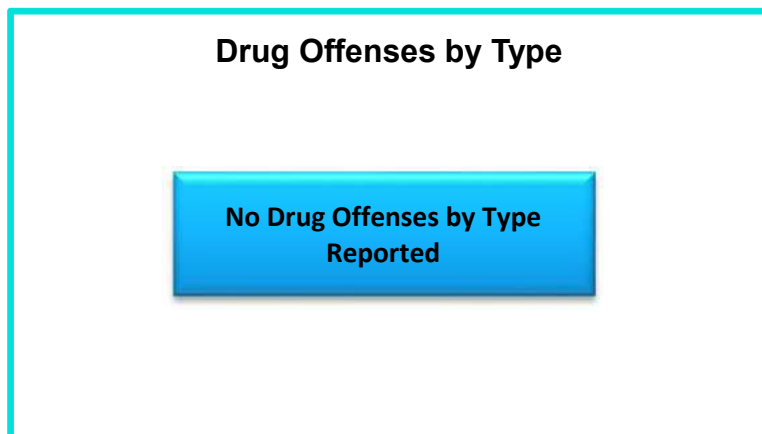 Drug Offenses by Type
No Drug Offenses by Type
Reported